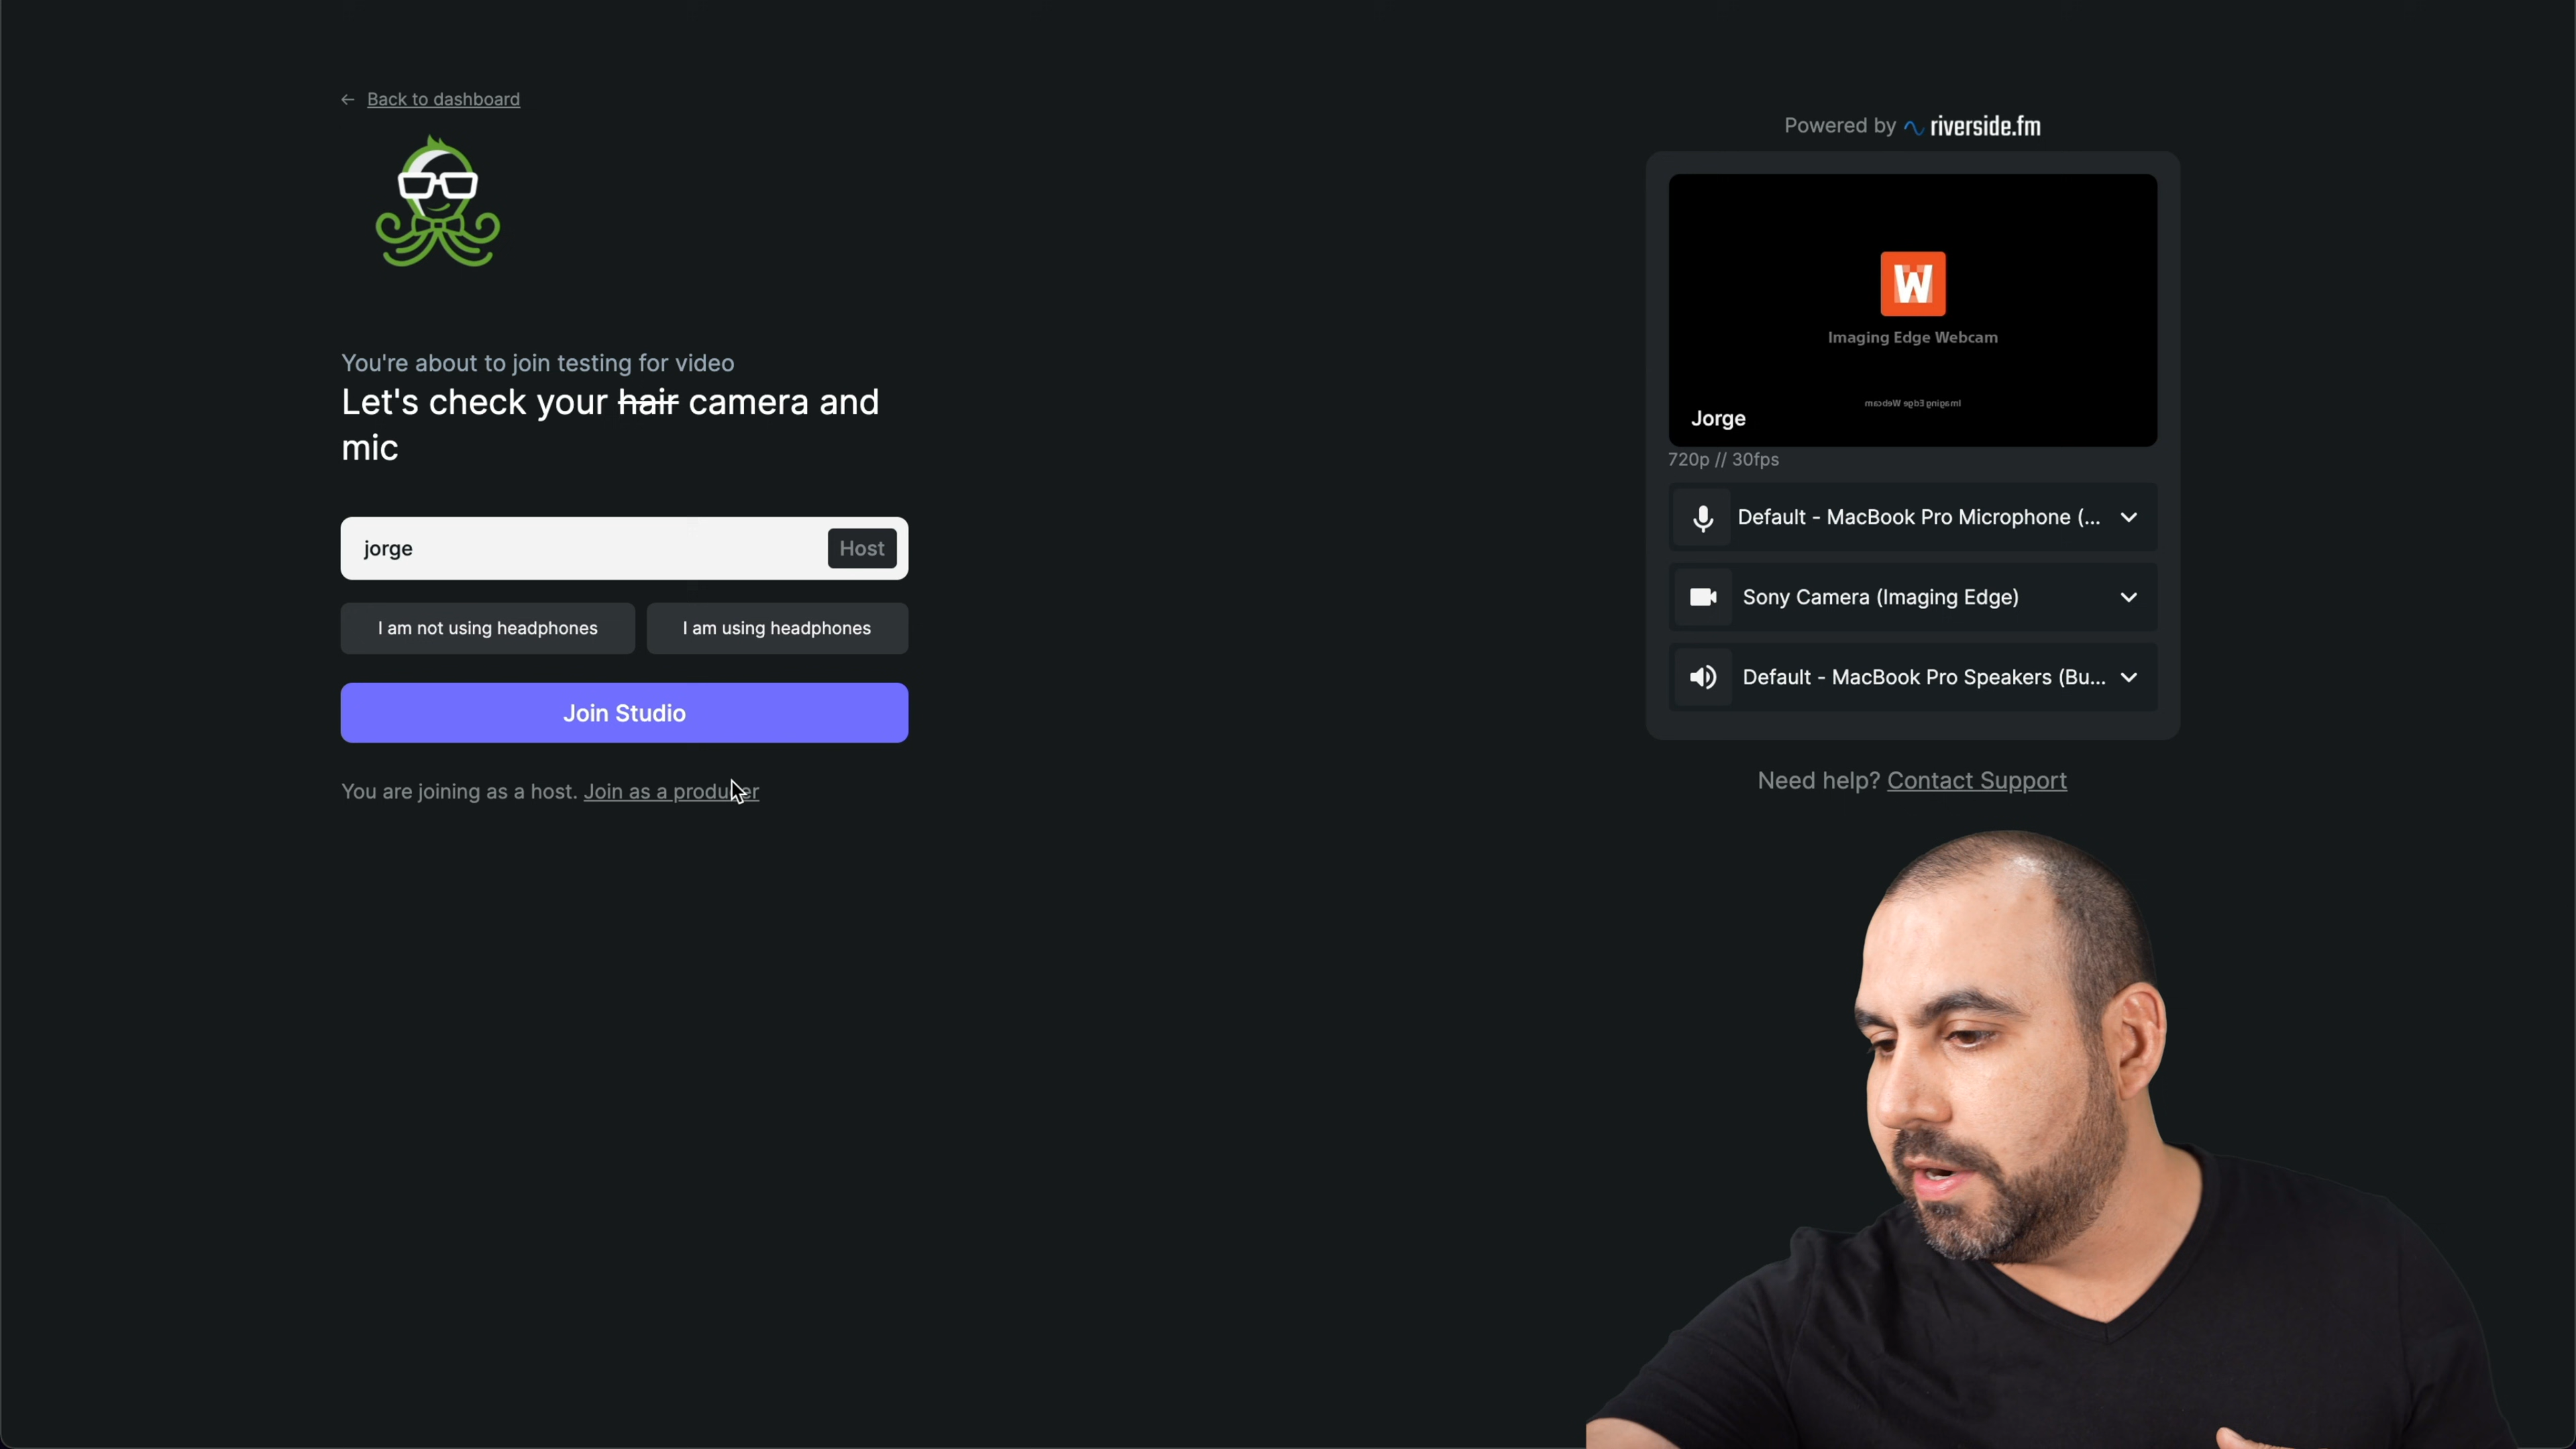 ← Back to dashboard
You're about to join testing for video
Let's check your hair camera and
mic
jorge
Host
I am not using headphones
I am using headphones
Join Studio
You are joining as a host. Join as a producer
Powered by riverside.fm
W
Imaging Edge Webcam
Imaging Edge Webcam
Jorge
720p // 30fps
Default - MacBook Pro Microphone (...
Sony Camera (Imaging Edge)
Default - MacBook Pro Speakers (Bu...
Need help? Contact Support